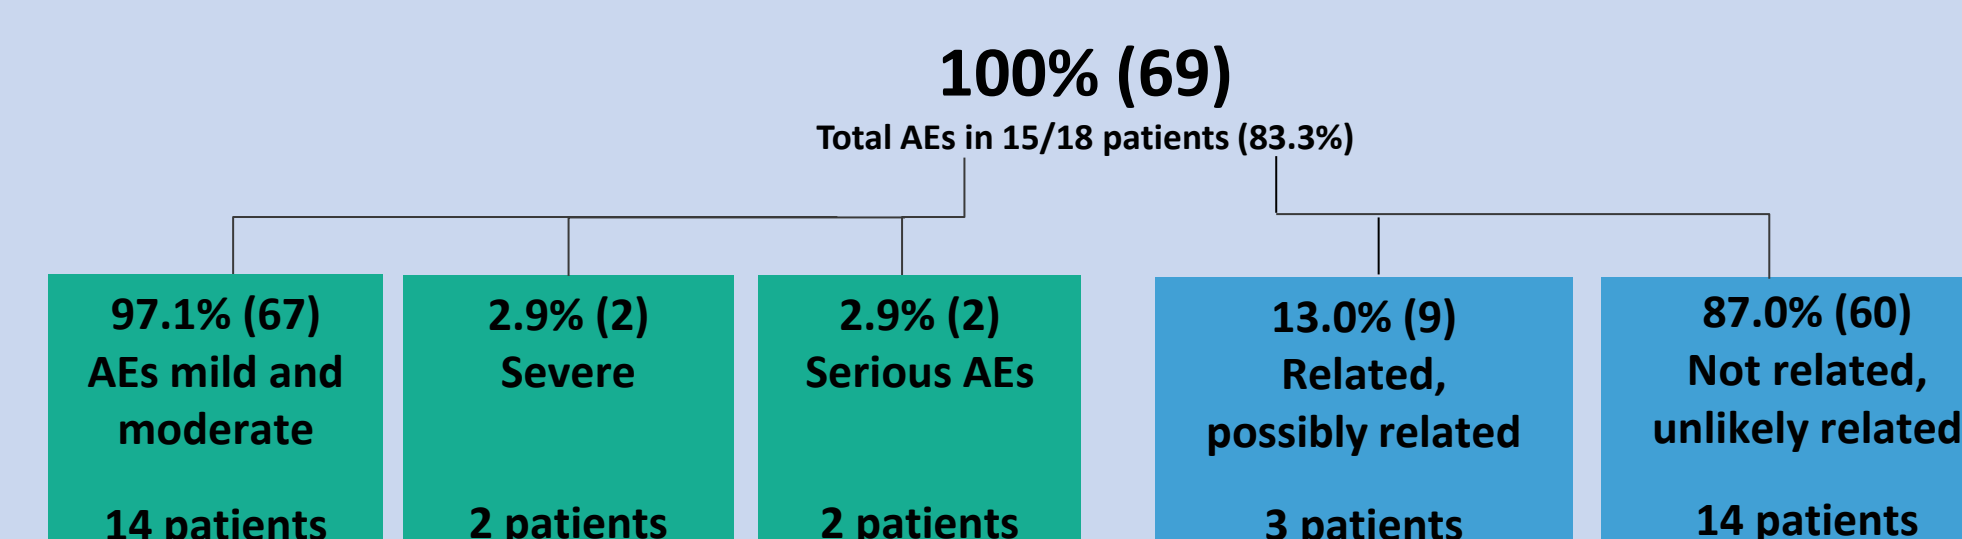 100% (69)
Total AEs in 15/18 patients (83.3%)
97.1% (67)
AEs mild and
moderate
14 patients
2.9% (2)
Severe
2 patients
2.9% (2)
Serious AEs
2 patients
13.0% (9)
Related,
possibly related
3 patients
87.0% (60)
Not related,
unlikely related
14 patients